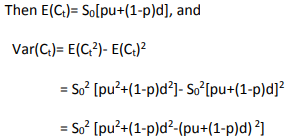 Then E(Cₜ)= S₀[pu+(1-p)d], and
Var(Cₜ)= E(Cₜ²)- E(Cₜ)²
= S₀² [pu²+(1-p)d²]- S₀²[pu+(1-p)d]²
= S₀² [pu²+(1-p)d²-(pu+(1-p)d)²]